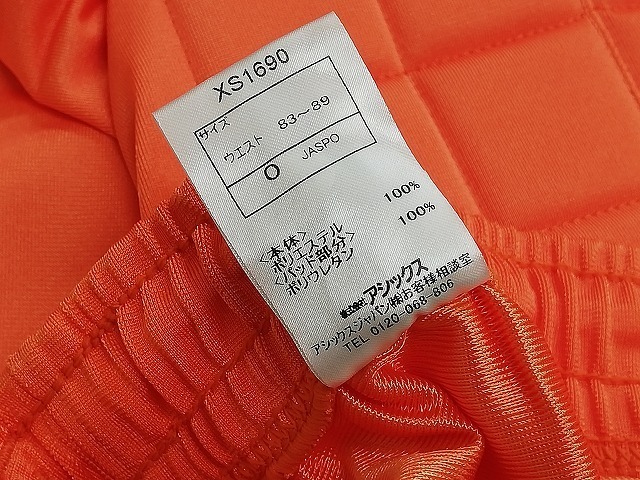 XS1690
サイズ
ウエスト 83～89
O JASPO
〈本体〉
ポリエステル 100%
〈パッド部分〉
ポリウレタン 100%
アシックス
アシックスジャパン㈱お客様相談室
TEL 0120-068-806